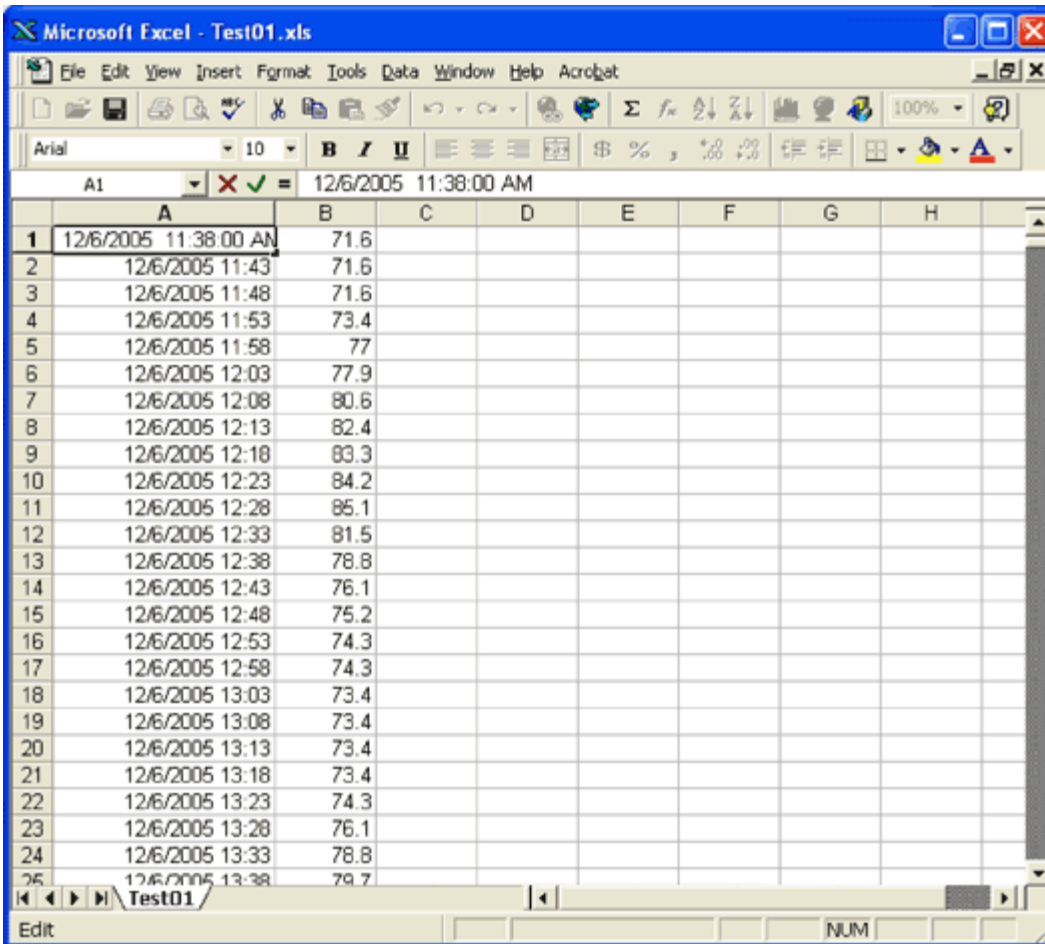 Microsoft Excel - Test01.xls
File Edit View Insert Format Tools Data Window Help Acrobat
100%
Arial 10 B I U $ % ,
A1 = 12/6/2005 11:38:00 AM
A B C D E F G H
1 12/6/2005 11:38:00 AM 71.6
2 12/6/2005 11:43 71.6
3 12/6/2005 11:48 71.6
4 12/6/2005 11:53 73.4
5 12/6/2005 11:58 77
6 12/6/2005 12:03 77.9
7 12/6/2005 12:08 80.6
8 12/6/2005 12:13 82.4
9 12/6/2005 12:18 83.3
10 12/6/2005 12:23 84.2
11 12/6/2005 12:28 85.1
12 12/6/2005 12:33 81.5
13 12/6/2005 12:38 78.8
14 12/6/2005 12:43 76.1
15 12/6/2005 12:48 75.2
16 12/6/2005 12:53 74.3
17 12/6/2005 12:58 74.3
18 12/6/2005 13:03 73.4
19 12/6/2005 13:08 73.4
20 12/6/2005 13:13 73.4
21 12/6/2005 13:18 73.4
22 12/6/2005 13:23 74.3
23 12/6/2005 13:28 76.1
24 12/6/2005 13:33 78.8
25 12/6/2005 13:38 79.7
Test01
Edit NUM